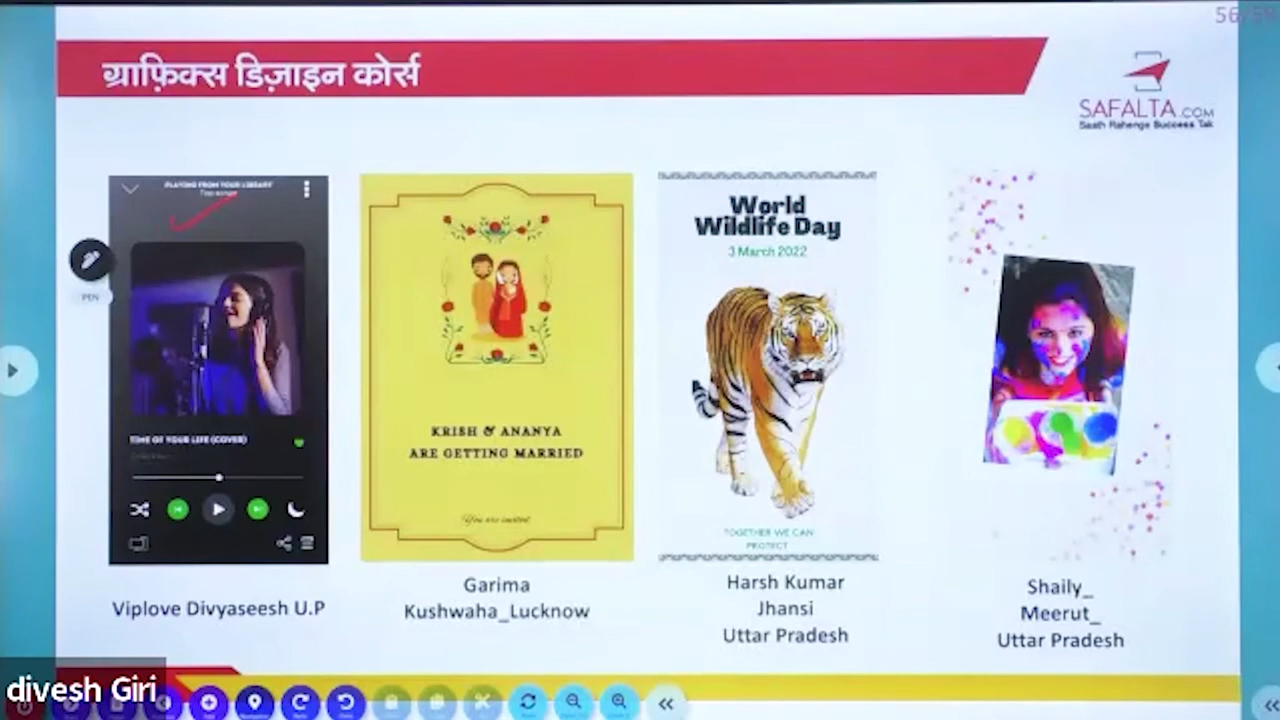 ग्राफ़िक्स डिज़ाइन कोर्स
SAFALTA.COM
Saath Rahenge Success Tak
PLAYING FROM YOUR LIBRARY
PEN
TIME OF YOUR LIFE (COVER)
Viplove Divyaseesh U.P
KRISH & ANANYA
ARE GETTING MARRIED
You are invited
Garima
Kushwaha_Lucknow
World
Wildlife Day
3 March 2022
TOGETHER WE CAN
PROTECT
Harsh Kumar
Jhansi
Uttar Pradesh
Shaily_
Meerut_
Uttar Pradesh
divesh Giri